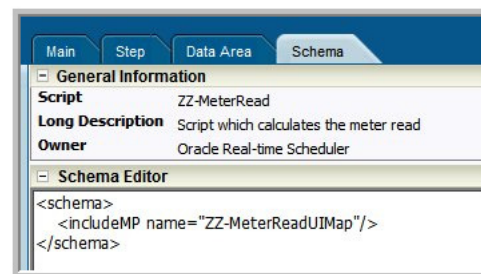 Main Step Data Area Schema
General Information
Script ZZ-MeterRead
Long Description Script which calculates the meter read
Owner Oracle Real-time Scheduler
Schema Editor
<schema>
<includeMP name="ZZ-MeterReadUIMap"/>
</schema>